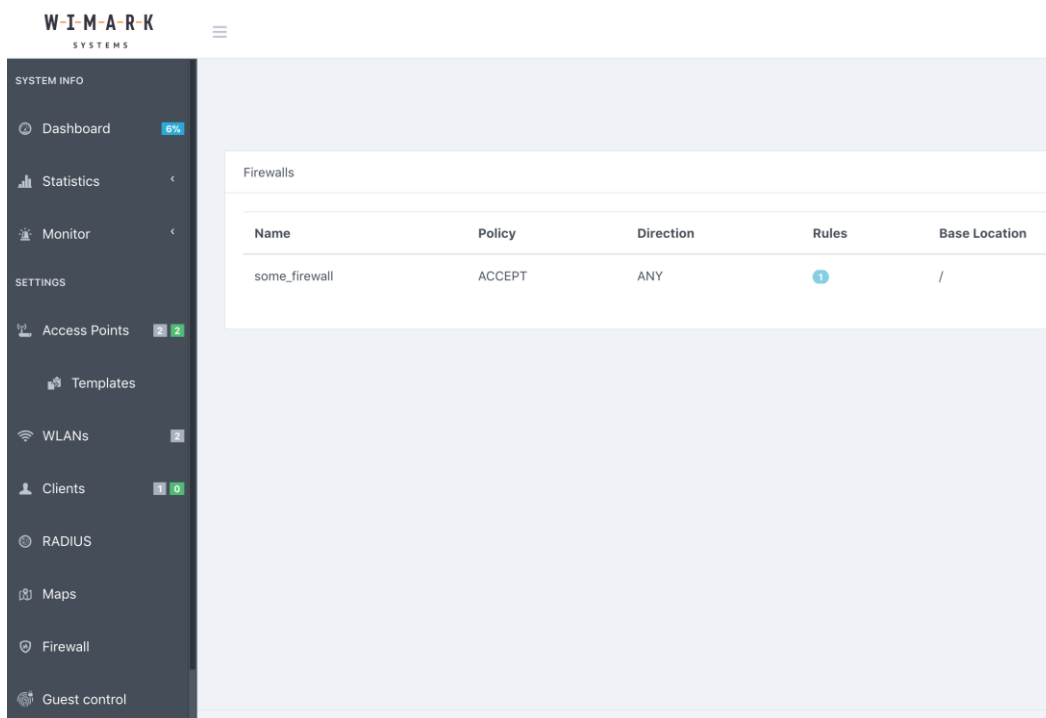 W-I-M-A-R-K
SYSTEMS
SYSTEM INFO
Dashboard 6%
Statistics
Monitor
SETTINGS
Access Points 2 2
Templates
WLANs 2
Clients 1 0
RADIUS
Maps
Firewall
Guest control
Firewalls
Name Policy Direction Rules Base Location
some_firewall ACCEPT ANY 1 /